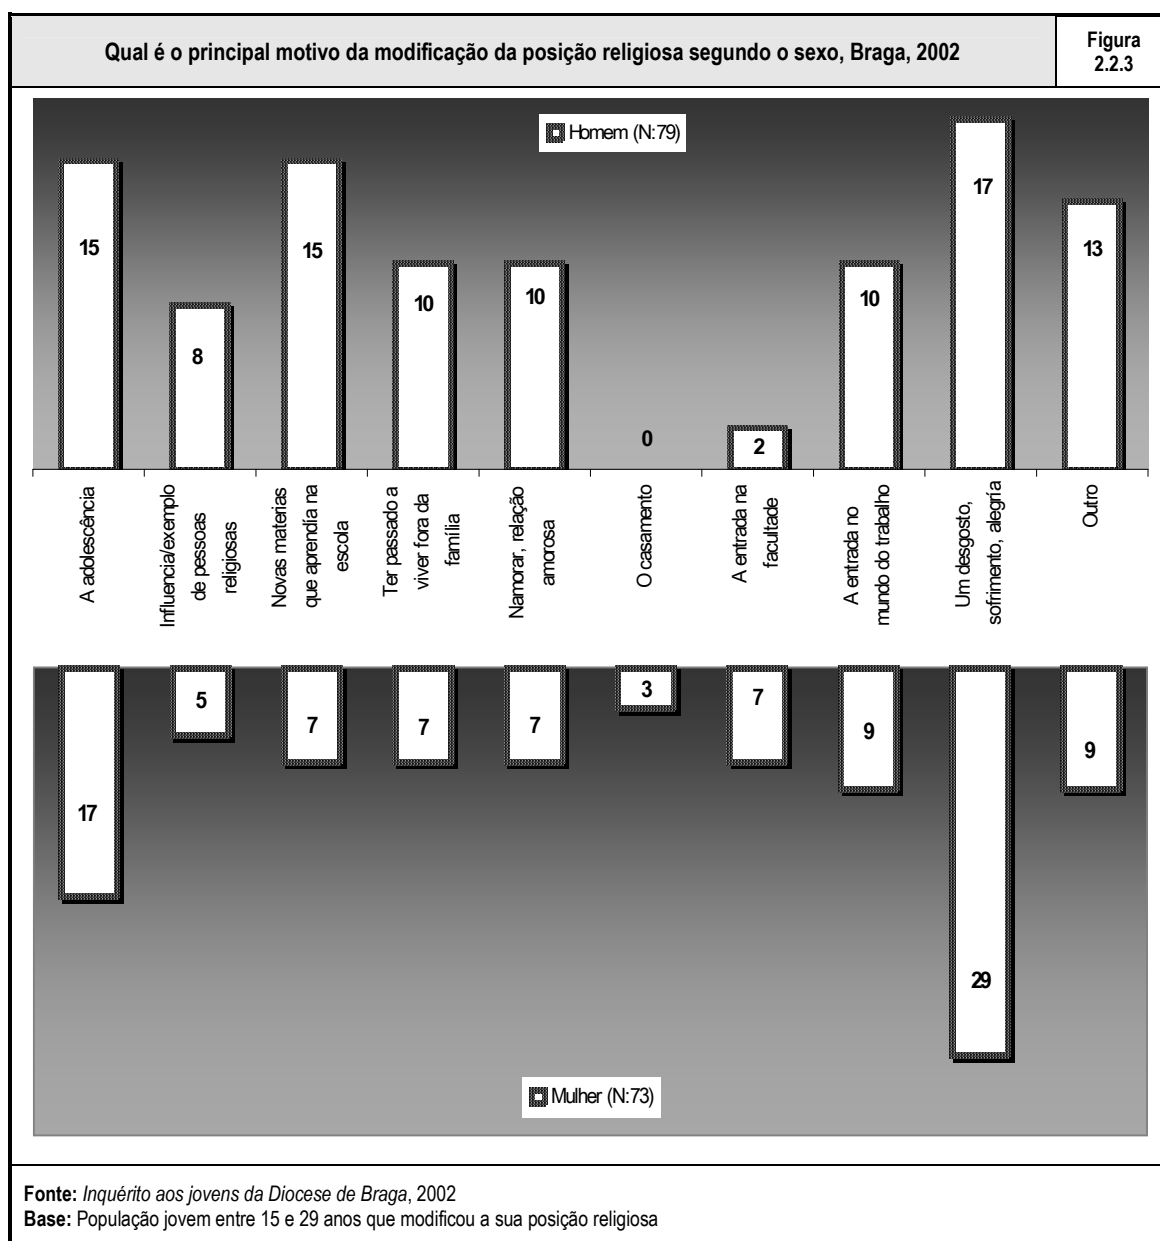 Qual é o principal motivo da modificação da posição religiosa segundo o sexo, Braga, 2002
Figura
2.2.3
Homem (N:79)
15
8
15
10
10
0
2
10
17
13
A adolescência
Influencia/exemplo
de pessoas
religiosas
Novas materias
que aprendía na
escola
Ter passado a
viver fora da
família
Namorar, relação
amorosa
O casamento
A entrada na
facultade
A entrada no
mundo do trabalho
Um desgosto,
sofrimento, alegría
Outro
17
5
7
7
7
3
7
9
29
9
Mulher (N:73)
Fonte: Inquérito aos jovens da Diocese de Braga, 2002
Base: População jovem entre 15 e 29 anos que modificou a sua posição religiosa